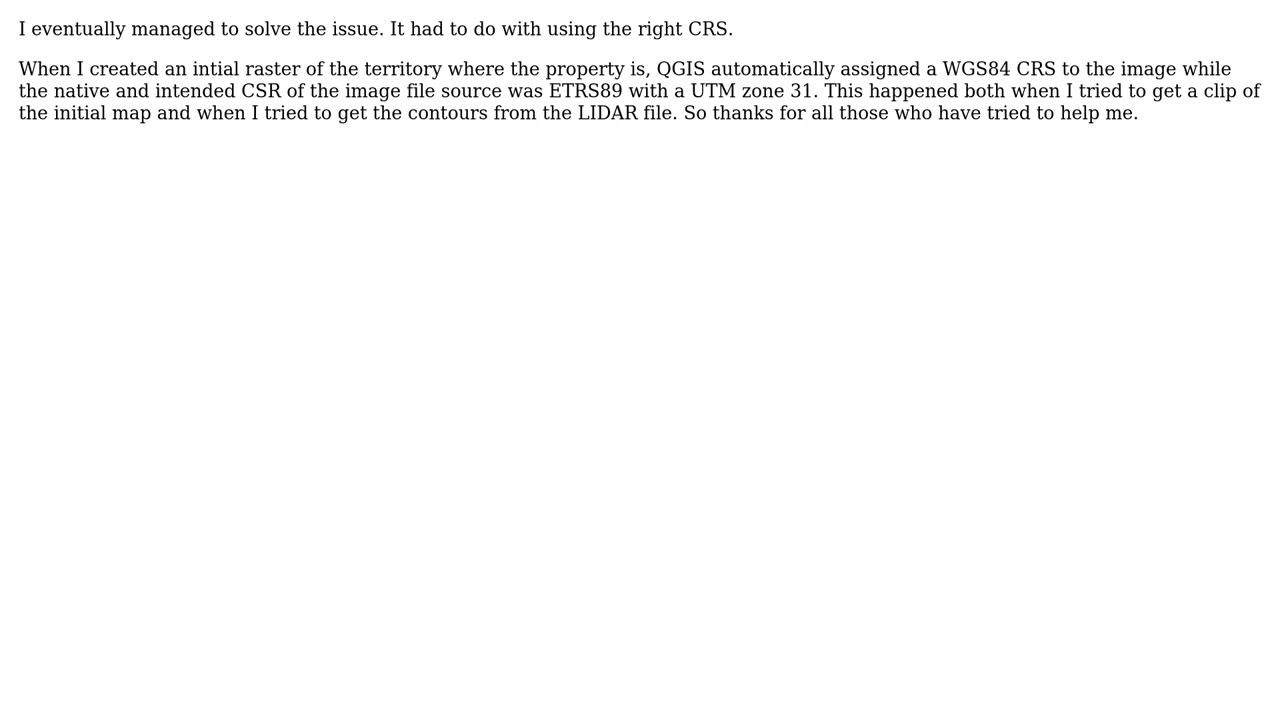 I eventually managed to solve the issue. It had to do with using the right CRS.
When I created an intial raster of the territory where the property is, QGIS automatically assigned a WGS84 CRS to the image while
the native and intended CSR of the image file source was ETRS89 with a UTM zone 31. This happened both when I tried to get a clip of
the initial map and when I tried to get the contours from the LIDAR file. So thanks for all those who have tried to help me.